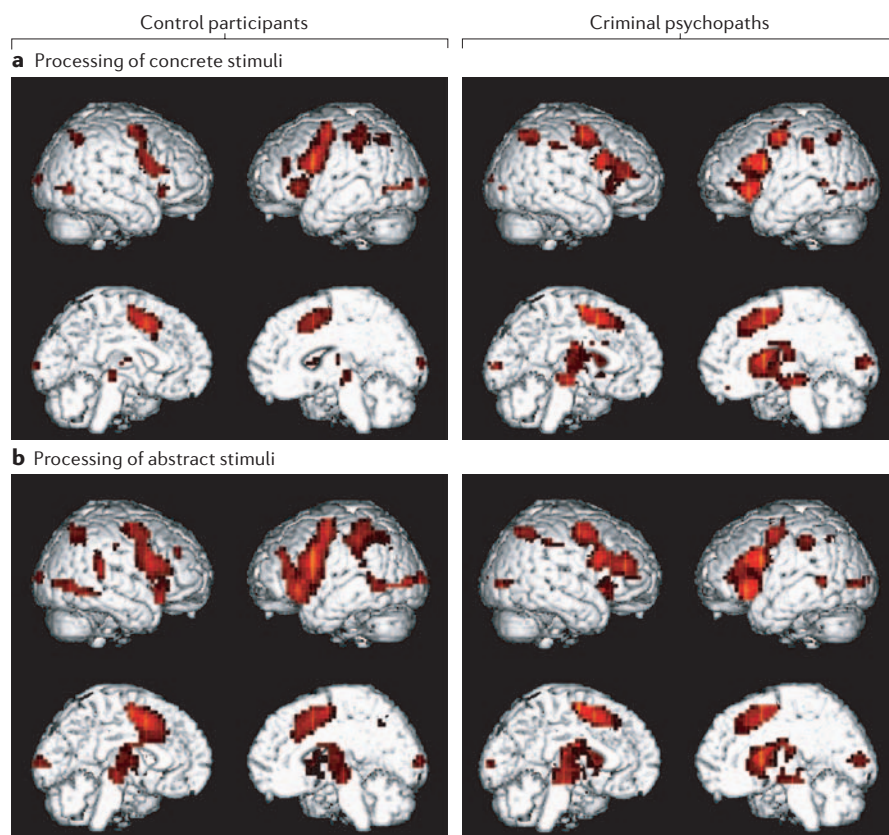 Control participants
Criminal psychopaths
a Processing of concrete stimuli
b Processing of abstract stimuli